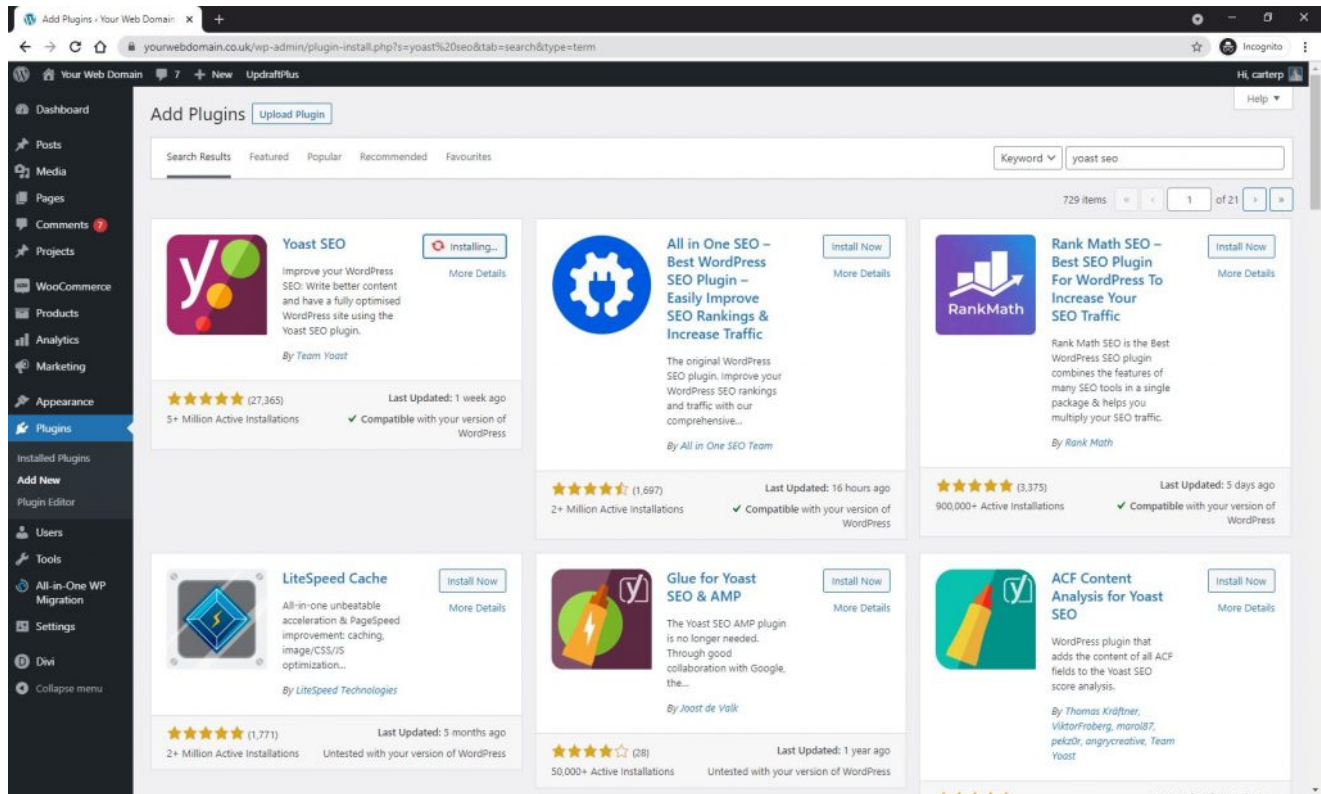 Add Plugins ‹ Your Web Domain
yourwebdomain.co.uk/wp-admin/plugin-install.php?s=yoast%20seo&tab=search&type=term
Incognito
Your Web Domain 7 + New UpdraftPlus
Hi, carterp
Dashboard
Posts
Media
Pages
Comments 7
Projects
WooCommerce
Products
Analytics
Marketing
Appearance
Plugins
Installed Plugins
Add New
Plugin Editor
Users
Tools
All-in-One WP
Migration
Settings
Divi
Collapse menu
Help ▼
Add Plugins Upload Plugin
Search Results Featured Popular Recommended Favourites
Keyword yoast seo
729 items « ‹ 1 of 21 › »
Yoast SEO
Installing...
More Details
Improve your WordPress
SEO: Write better content
and have a fully optimised
WordPress site using the
Yoast SEO plugin.
By Team Yoast
(27,365)
5+ Million Active Installations
Last Updated: 1 week ago
✓ Compatible with your version of
WordPress
All in One SEO –
Best WordPress
SEO Plugin –
Easily Improve
SEO Rankings &
Increase Traffic
Install Now
More Details
The original WordPress
SEO plugin. Improve your
WordPress SEO rankings
and traffic with our
comprehensive...
By All in One SEO Team
(1,697)
2+ Million Active Installations
Last Updated: 16 hours ago
✓ Compatible with your version of
WordPress
RankMath
Rank Math SEO –
Best SEO Plugin
For WordPress To
Increase Your
SEO Traffic
Install Now
More Details
Rank Math SEO is the Best
WordPress SEO plugin
combines the features of
many SEO tools in a single
package & helps you
multiply your SEO traffic.
By Rank Math
(3,375)
900,000+ Active Installations
Last Updated: 5 days ago
✓ Compatible with your version of
WordPress
LiteSpeed Cache
Install Now
More Details
All-in-one unbeatable
acceleration & PageSpeed
improvement: caching,
image/CSS/JS
optimization...
By LiteSpeed Technologies
(1,771)
2+ Million Active Installations
Last Updated: 5 months ago
Untested with your version of WordPress
Glue for Yoast
SEO & AMP
Install Now
More Details
The Yoast SEO AMP plugin
is no longer needed.
Through good
collaboration with Google,
the...
By Joost de Valk
(28)
50,000+ Active Installations
Last Updated: 1 year ago
Untested with your version of WordPress
ACF Content
Analysis for Yoast
SEO
Install Now
More Details
WordPress plugin that
adds the content of all ACF
fields to the Yoast SEO
score analysis.
By Thomas Kräftner,
ViktorFroberg, marol87,
pekz0r, angrycreative, Team
Yoast